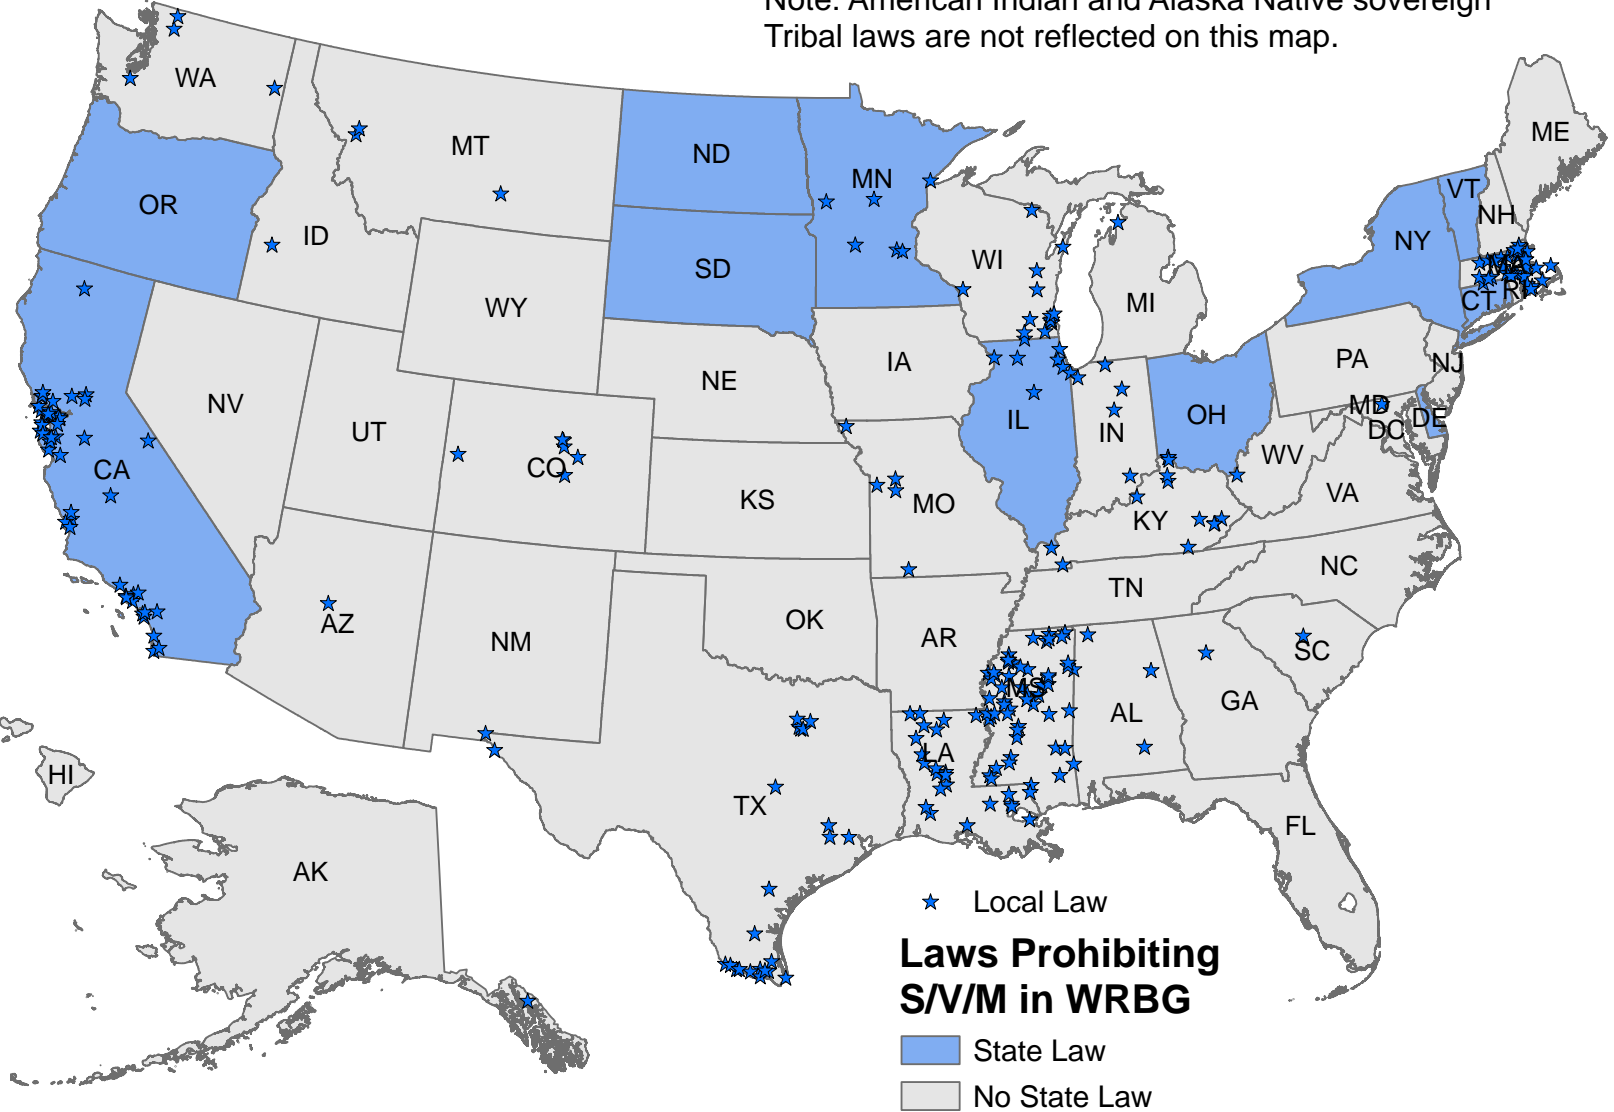 Note: American Indian and Alaska Native sovereign
Tribal laws are not reflected on this map.
WA
MT
ND
MN
ME
VT
NH
OR
ID
NY
WI
SD
MA
WY
MI
CT
RI
IA
PA
NJ
NE
NV
MD
OH
DE
IL
UT
IN
DC
CA
CO
WV
KS
MO
VA
KY
NC
TN
AZ
OK
AR
NM
SC
MS
GA
AL
LA
HI
TX
FL
AK
Local Law
Laws Prohibiting
S/V/M in WRBG
State Law
No State Law